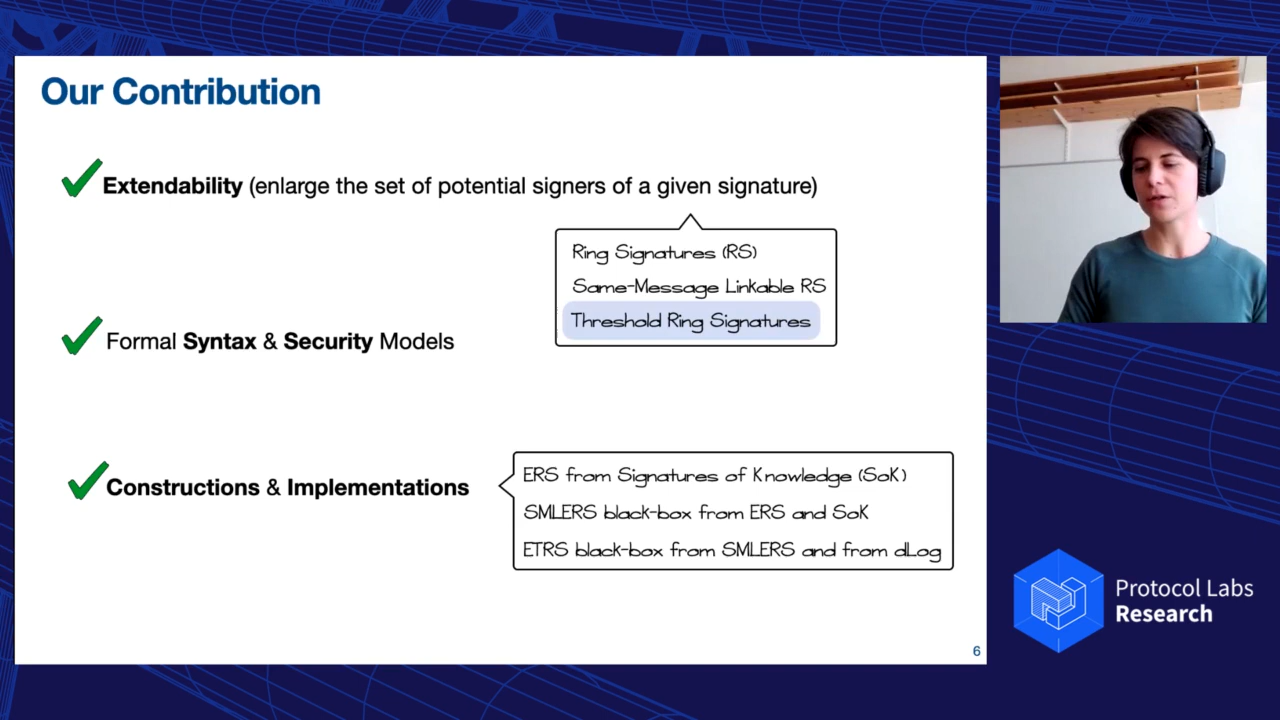 Our Contribution
Extendability (enlarge the set of potential signers of a given signature)
Ring Signatures (RS)
Same-Message Linkable RS
Threshold Ring Signatures
Formal Syntax & Security Models
Constructions & Implementations
ERS from Signatures of Knowledge (SoK)
SMLERS black-box from ERS and SoK
ETRS black-box from SMLERS and from dLog
6
Protocol Labs
Research